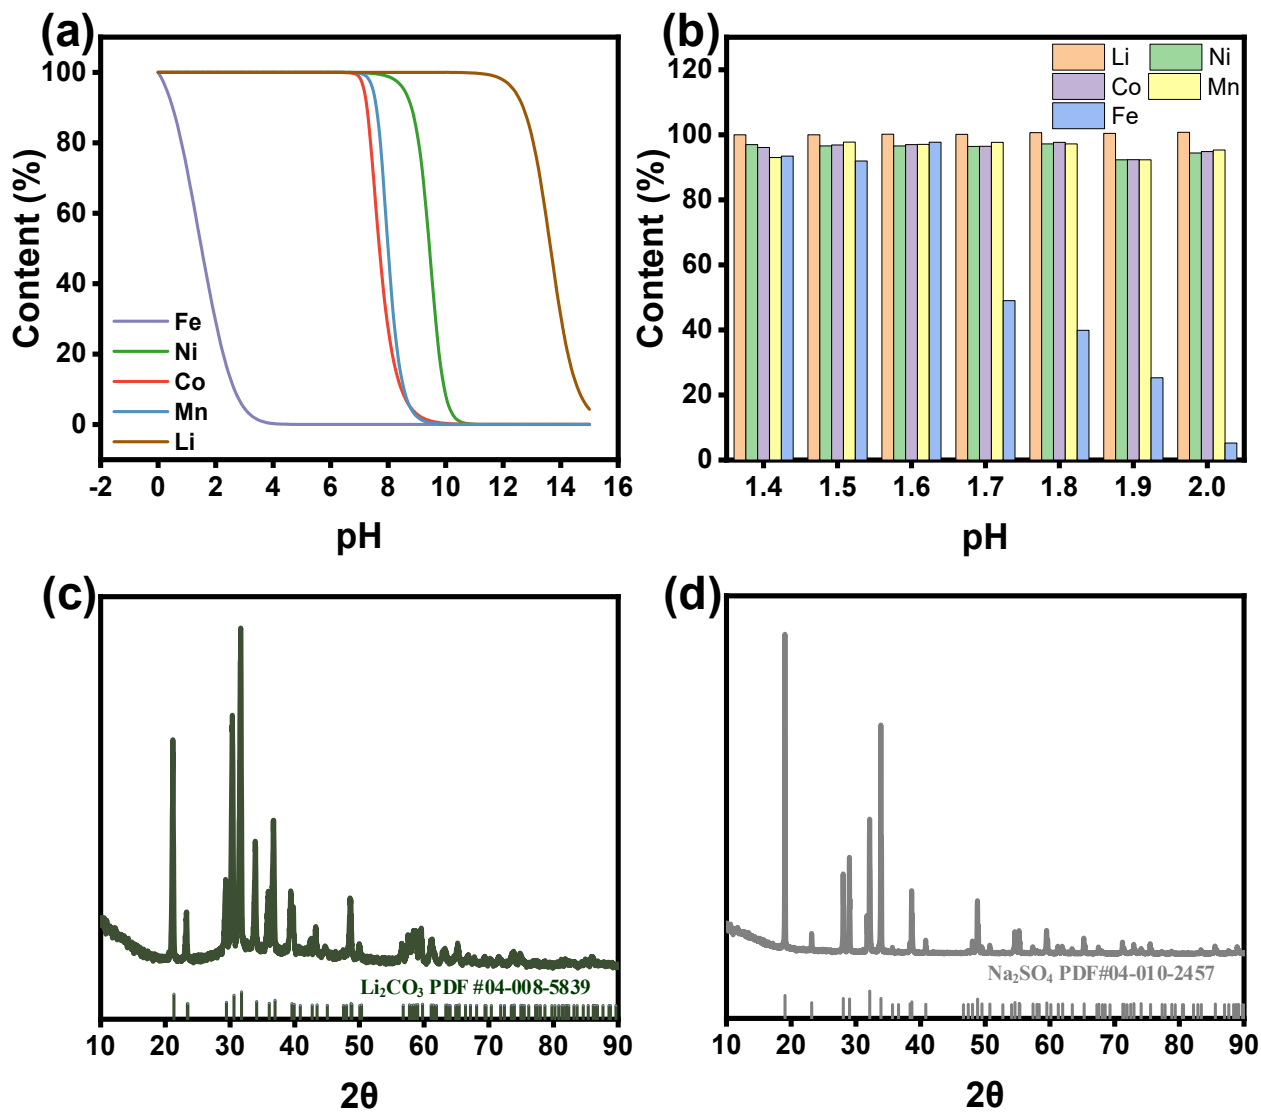 (a)
Content (%)
120
100
80
60
40
20
0
Fe
Ni
Co
Mn
Li
-2 0 2 4 6 8 10 12 14 16
pH
(b)
Content (%)
120
100
80
60
40
20
0
Li Ni
Co Mn
Fe
1.4 1.5 1.6 1.7 1.8 1.9 2.0
pH
(c)
Li₂CO₃ PDF #04-008-5839
10 20 30 40 50 60 70 80 90
2θ
(d)
Na₂SO₄ PDF#04-010-2457
10 20 30 40 50 60 70 80 90
2θ